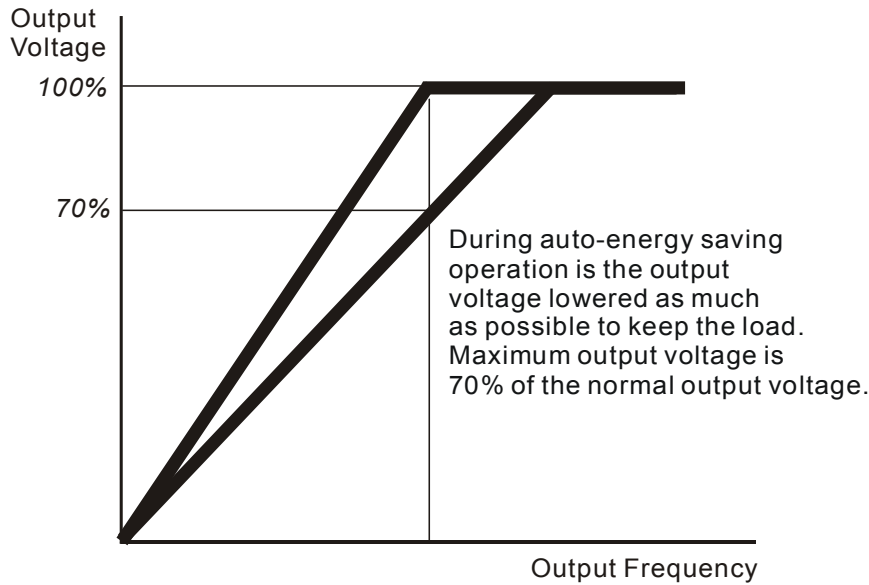 Output
Voltage
100%
70%
During auto-energy saving
operation is the output
voltage lowered as much
as possible to keep the load.
Maximum output voltage is
70% of the normal output voltage.
Output Frequency